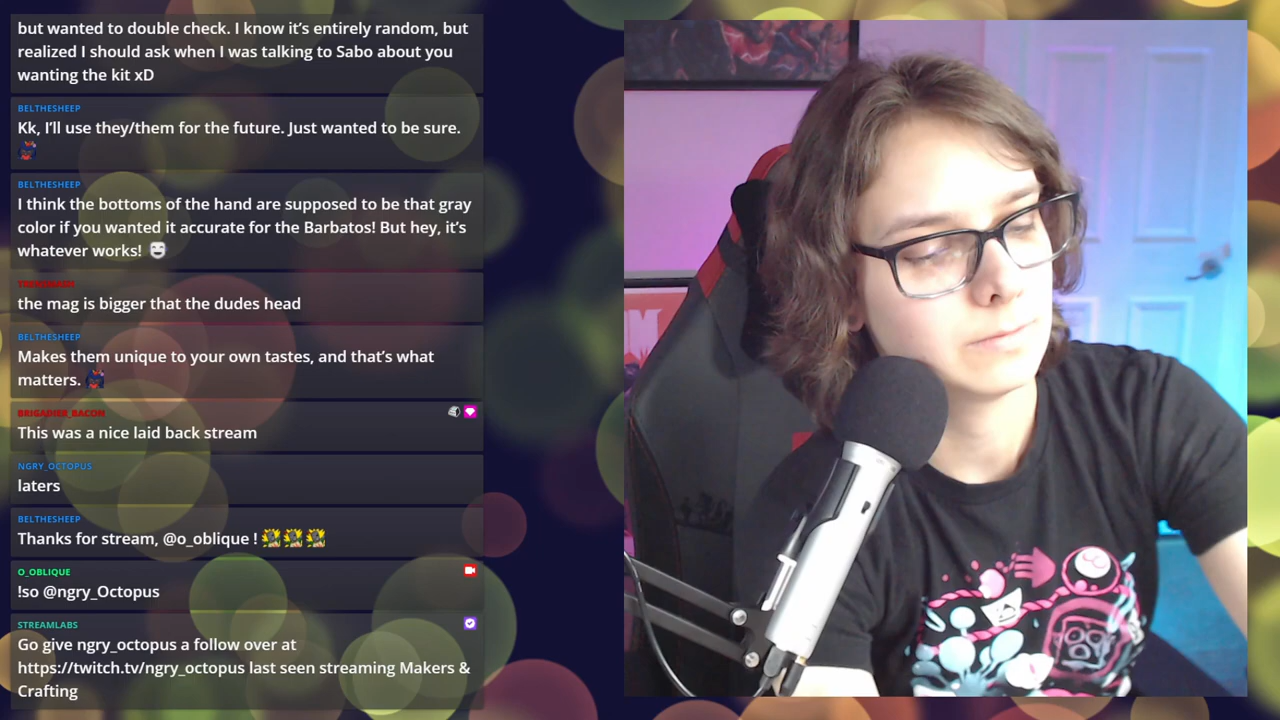 but wanted to double check. I know it's entirely random, but
realized I should ask when I was talking to Sabo about you
wanting the kit xD
BELTHESHEEP
Kk, I'll use they/them for the future. Just wanted to be sure.
BELTHESHEEP
I think the bottoms of the hand are supposed to be that gray
color if you wanted it accurate for the Barbatos! But hey, it's
whatever works!
the mag is bigger that the dudes head
BELTHESHEEP
Makes them unique to your own tastes, and that's what
matters.
BRIGADIER_BACON
This was a nice laid back stream
NGRY_OCTOPUS
laters
BELTHESHEEP
Thanks for stream, @o_oblique !
O_OBLIQUE
!so @ngry_Octopus
STREAMLABS
Go give ngry_octopus a follow over at
https://twitch.tv/ngry_octopus last seen streaming Makers &
Crafting